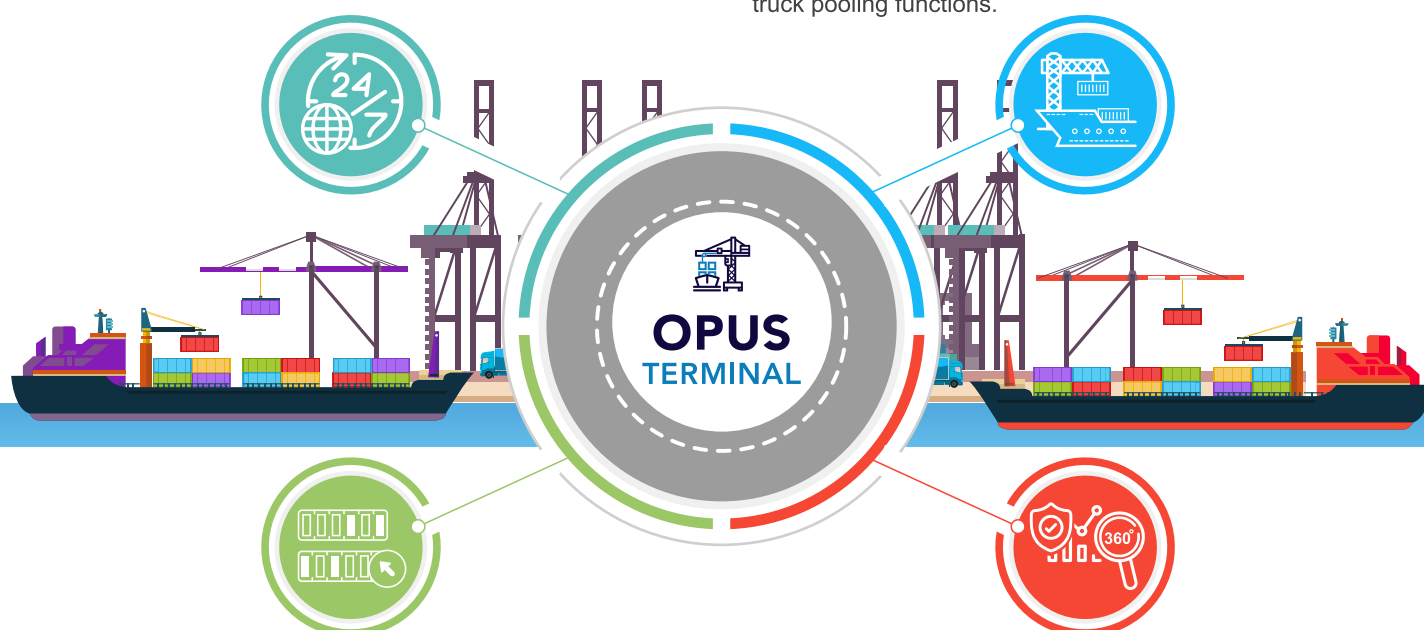 truck pooling functions.
24
/7
OPUS
TERMINAL
360°